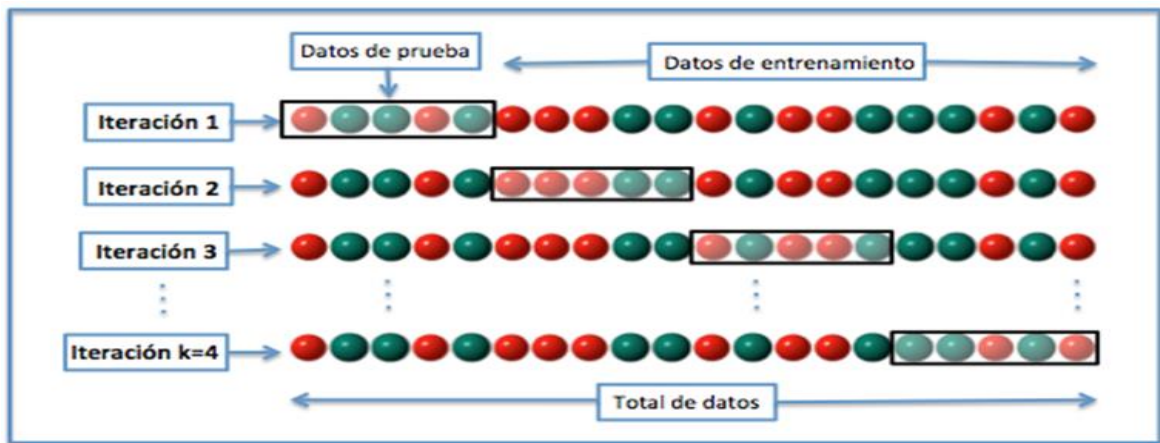 Datos de prueba
Datos de entrenamiento
Iteración 1
Iteración 2
Iteración 3
Iteración k=4
Total de datos